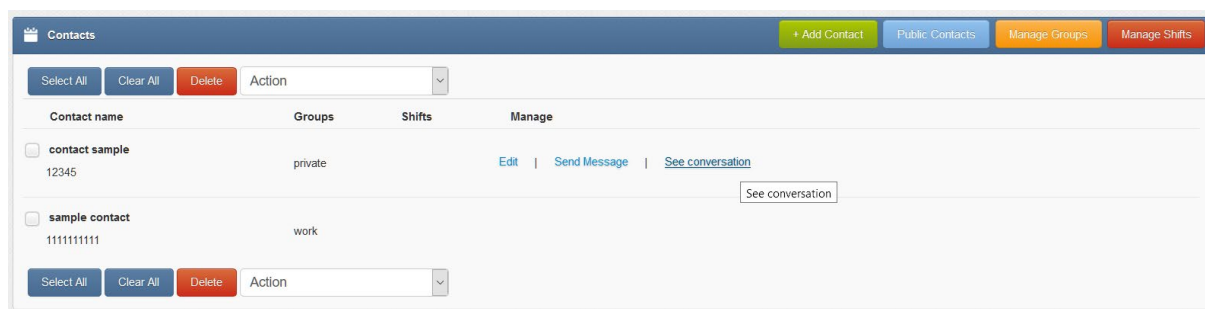 Contacts + Add Contact Public Contacts Manage Groups Manage Shifts
Select All Clear All Delete Action
Contact name Groups Shifts Manage
contact sample
12345 private Edit | Send Message | See conversation
See conversation
sample contact
1111111111 work
Select All Clear All Delete Action